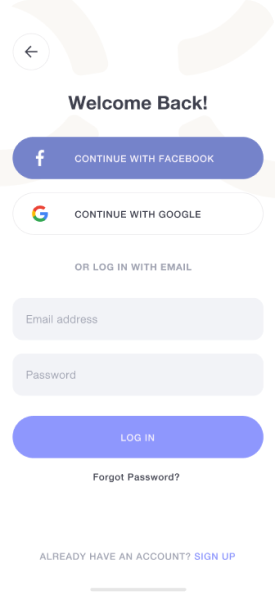 Welcome Back!
CONTINUE WITH FACEBOOK
CONTINUE WITH GOOGLE
OR LOG IN WITH EMAIL
Email address
Password
LOG IN
Forgot Password?
ALREADY HAVE AN ACCOUNT? SIGN UP